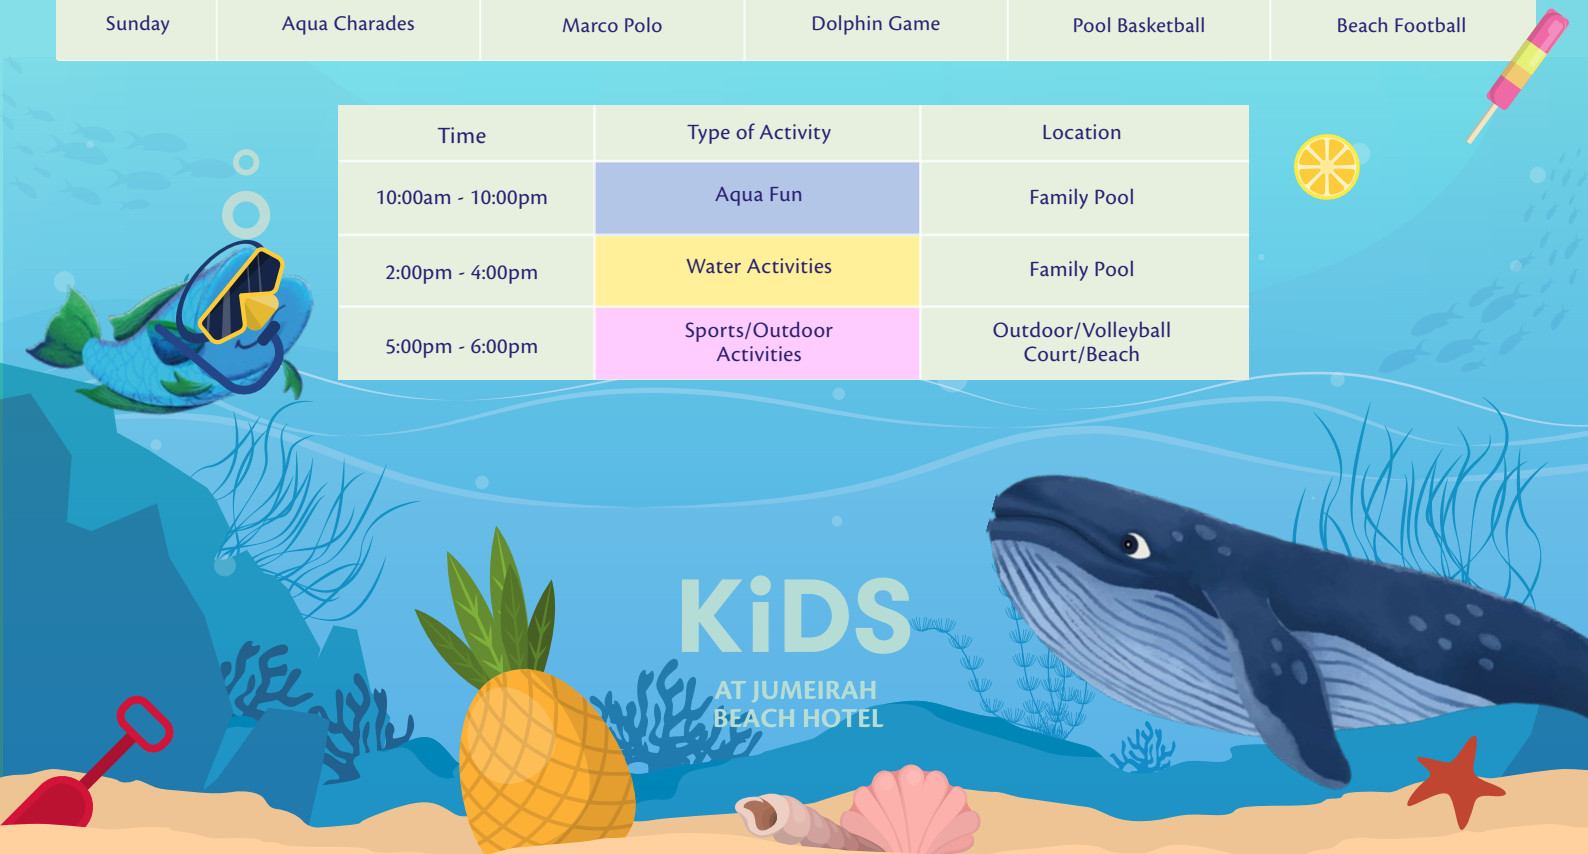 Sunday Aqua Charades Marco Polo Dolphin Game Pool Basketball Beach Football
Time Type of Activity Location
10:00am - 10:00pm Aqua Fun Family Pool
2:00pm - 4:00pm Water Activities Family Pool
5:00pm - 6:00pm Sports/Outdoor
Activities Outdoor/Volleyball
Court/Beach
KiDS
AT JUMEIRAH
BEACH HOTEL